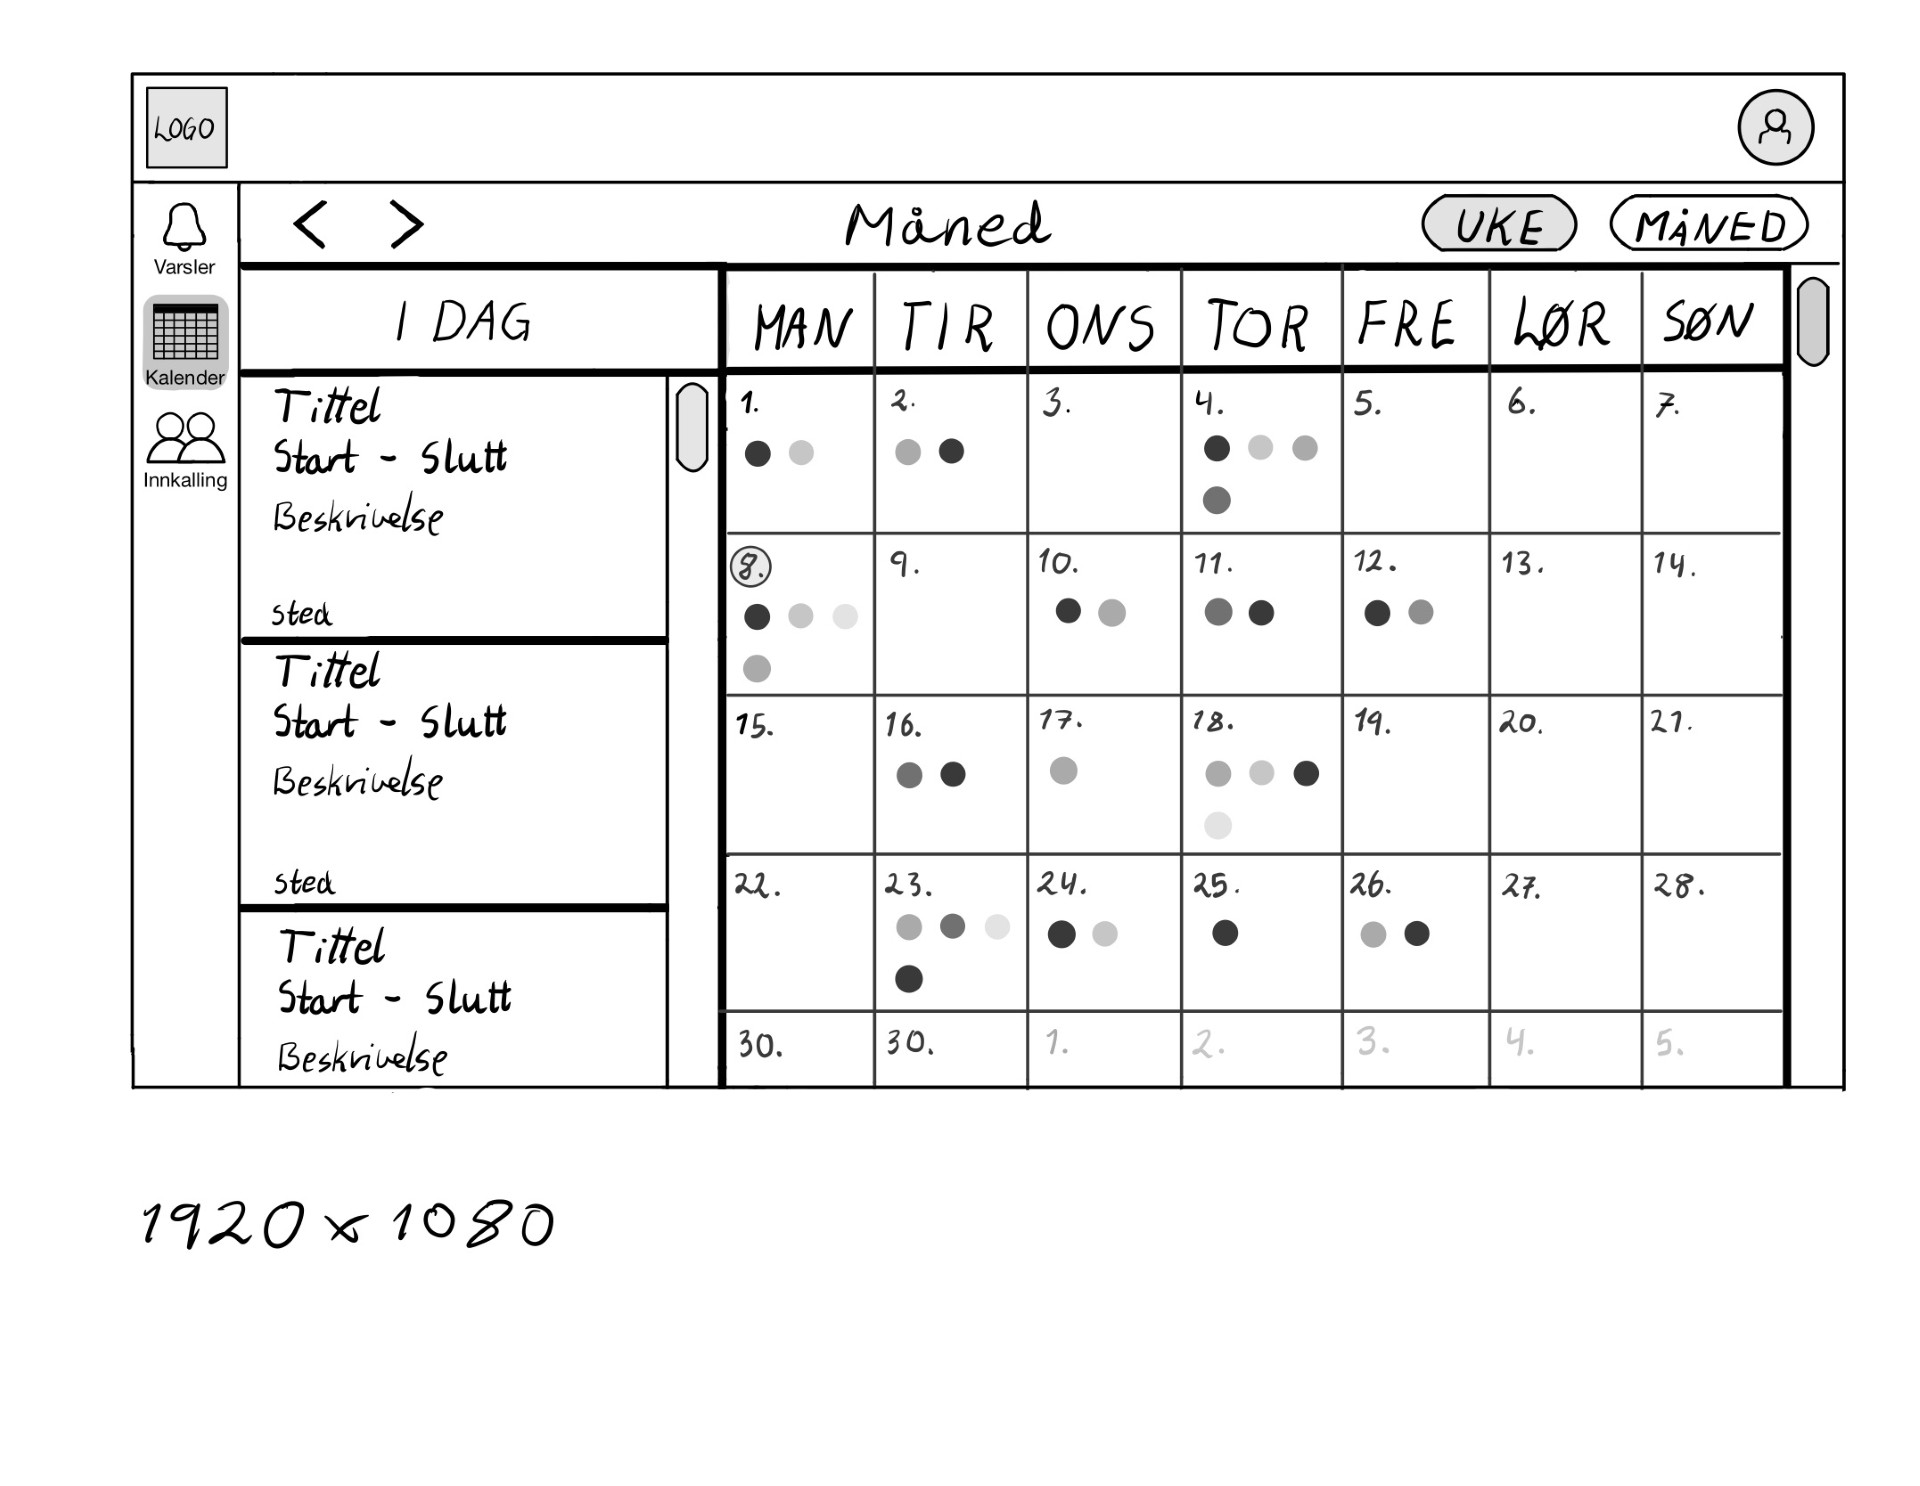 LOGO
Varsler
Kalender
Innkalling
< > Måned UKE MÅNED
I DAG
Tittel
Start - Slutt
Beskrivelse
sted
Tittel
Start - Slutt
Beskrivelse
sted
Tittel
Start - Slutt
Beskrivelse
MAN TIR ONS TOR FRE LØR SØN
1. 2. 3. 4. 5. 6. 7.
8. 9. 10. 11. 12. 13. 14.
15. 16. 17. 18. 19. 20. 21.
22. 23. 24. 25. 26. 27. 28.
30. 30. 1. 2. 3. 4. 5.
1920 x 1080